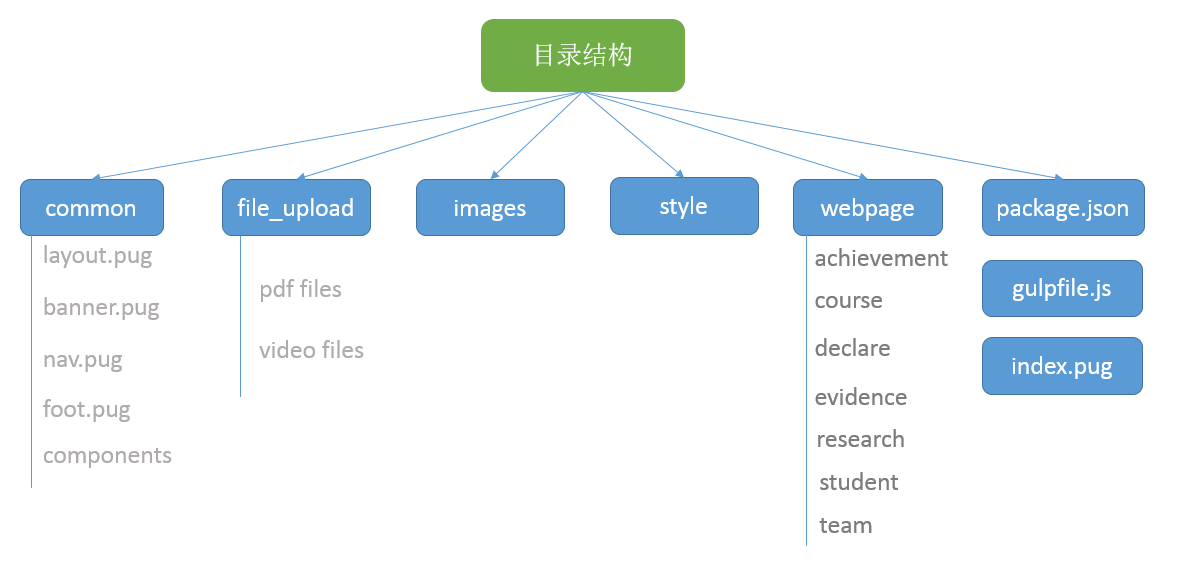 目录结构
common
layout.pug
banner.pug
nav.pug
foot.pug
components
file_upload
pdf files
video files
images
style
webpage
achievement
course
declare
evidence
research
student
team
package.json
gulpfile.js
index.pug